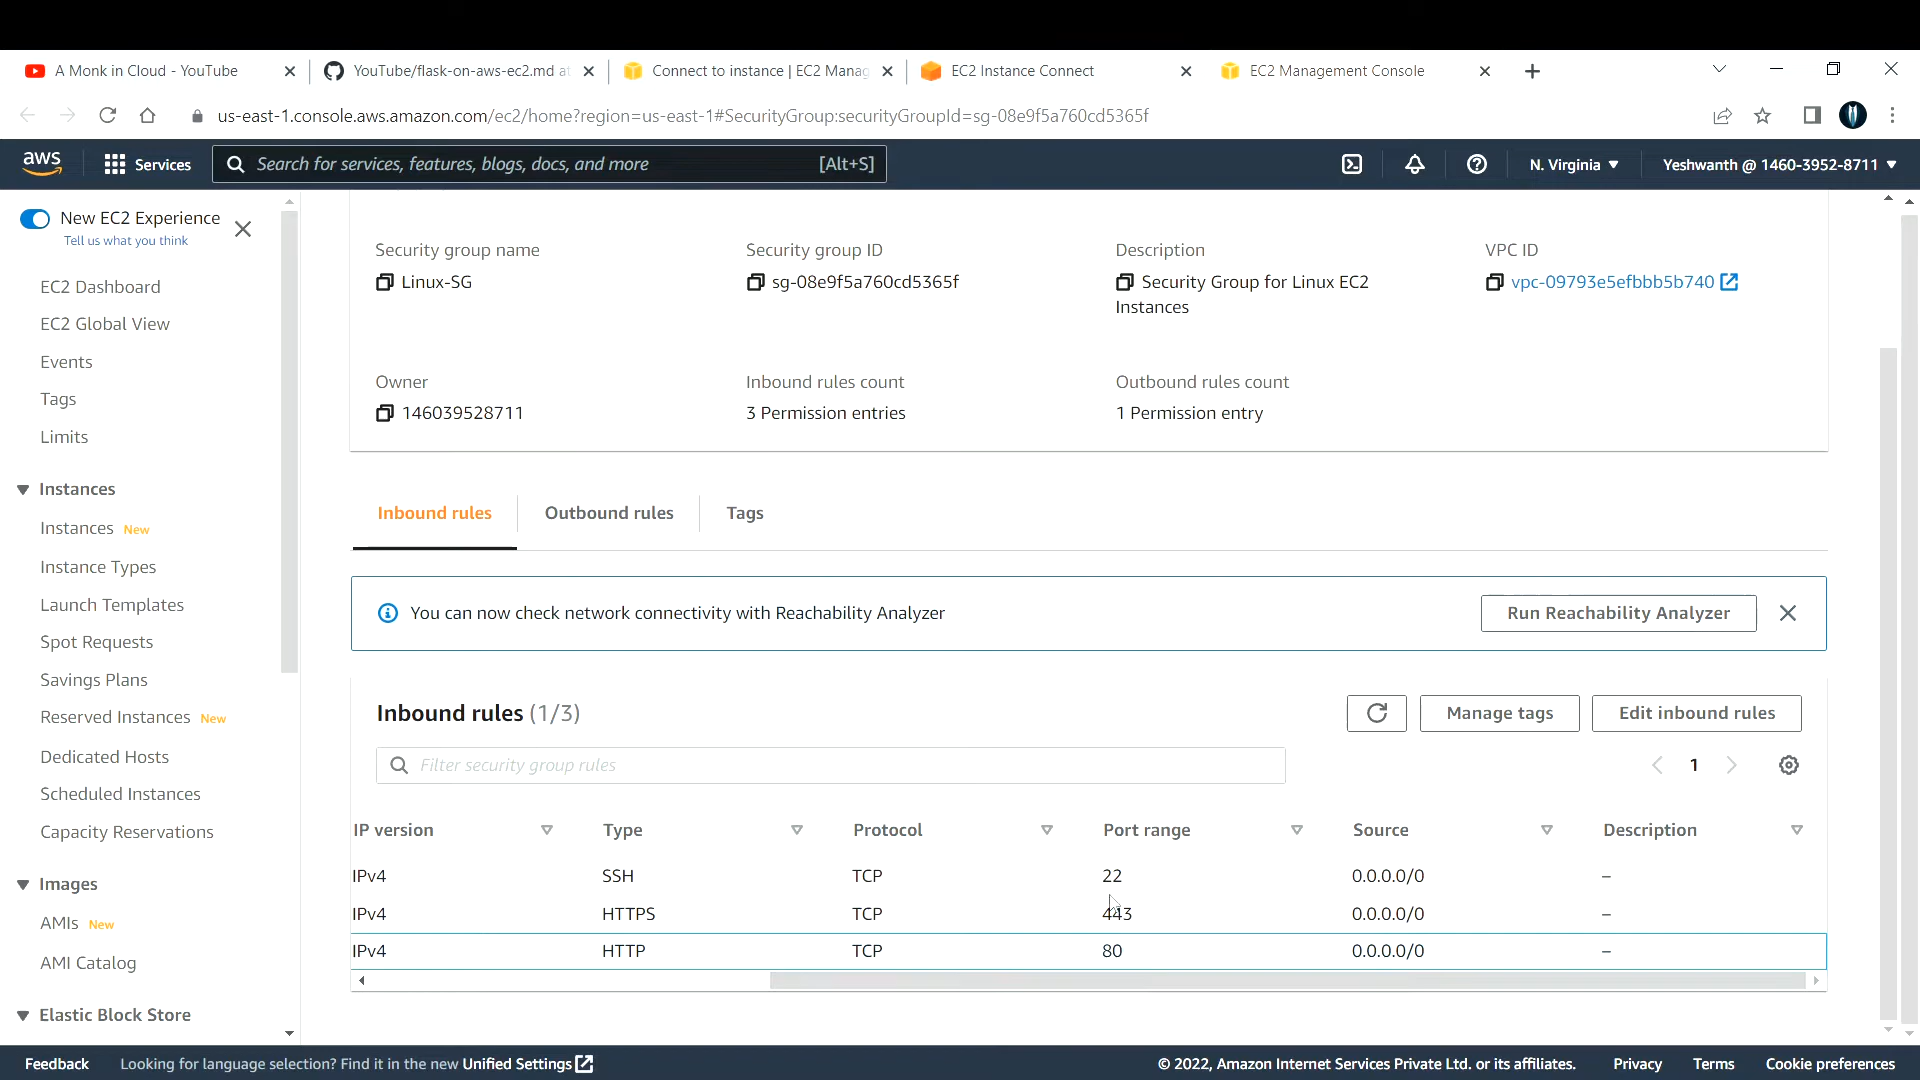 A Monk in Cloud - YouTube
YouTube/flask-on-aws-ec2.md at
Connect to instance | EC2 Manag
EC2 Instance Connect
EC2 Management Console
us-east-1.console.aws.amazon.com/ec2/home?region=us-east-1#SecurityGroup:securityGroupId=sg-08e9f5a760cd5365f
aws Services Search for services, features, blogs, docs, and more [Alt+S] N. Virginia Yeshwanth @ 1460-3952-8711
New EC2 Experience
Tell us what you think
EC2 Dashboard
EC2 Global View
Events
Tags
Limits
Instances
Instances New
Instance Types
Launch Templates
Spot Requests
Savings Plans
Reserved Instances New
Dedicated Hosts
Scheduled Instances
Capacity Reservations
Images
AMIs New
AMI Catalog
Elastic Block Store
Security group name Security group ID Description VPC ID
Linux-SG sg-08e9f5a760cd5365f Security Group for Linux EC2 vpc-09793e5efbbb5b740
Instances
Owner Inbound rules count Outbound rules count
146039528711 3 Permission entries 1 Permission entry
Inbound rules Outbound rules Tags
You can now check network connectivity with Reachability Analyzer Run Reachability Analyzer
Inbound rules (1/3) Manage tags Edit inbound rules
Filter security group rules 1
IP version Type Protocol Port range Source Description
IPv4 SSH TCP 22 0.0.0.0/0 –
IPv4 HTTPS TCP 443 0.0.0.0/0 –
IPv4 HTTP TCP 80 0.0.0.0/0 –
Feedback Looking for language selection? Find it in the new Unified Settings © 2022, Amazon Internet Services Private Ltd. or its affiliates. Privacy Terms Cookie preferences